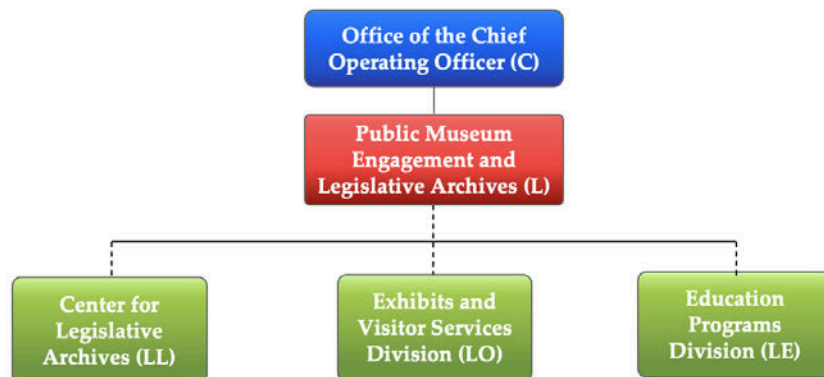 Office of the Chief
Operating Officer (C)
Public Museum
Engagement and
Legislative Archives (L)
Center for
Legislative
Archives (LL)
Exhibits and
Visitor Services
Division (LO)
Education
Programs
Division (LE)